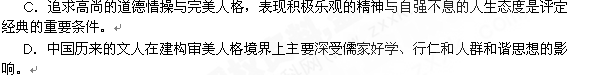 C．追求高尚的道德情操与完美人格，表现积极乐观的精神与自强不息的人生态度是评定
经典的重要条件。
D．中国历来的文人在建构审美人格境界上主要深受儒家好学、行仁和人群和谐思想的影
响。